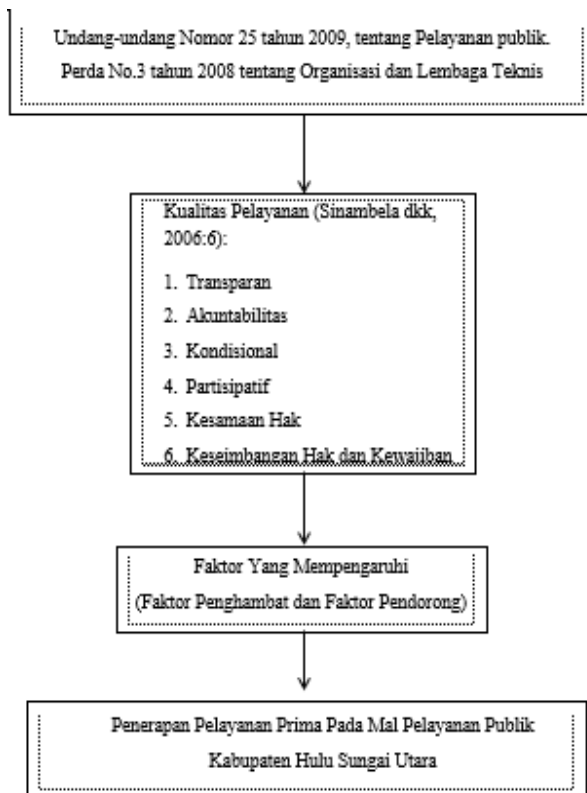 Undang-undang Nomor 25 tahun 2009, tentang Pelayanan publik.
Perda No.3 tahun 2008 tentang Organisasi dan Lembaga Teknis
Kualitas Pelayanan (Sinambela dkk,
2006:6):
1. Transparan
2. Akuntabilitas
3. Kondisional
4. Partisipatif
5. Kesamaan Hak
6. Keseimbangan Hak dan Kewajiban
Faktor Yang Mempengaruhi
(Faktor Penghambat dan Faktor Pendorong)
Penerapan Pelayanan Prima Pada Mal Pelayanan Publik
Kabupaten Hulu Sungai Utara